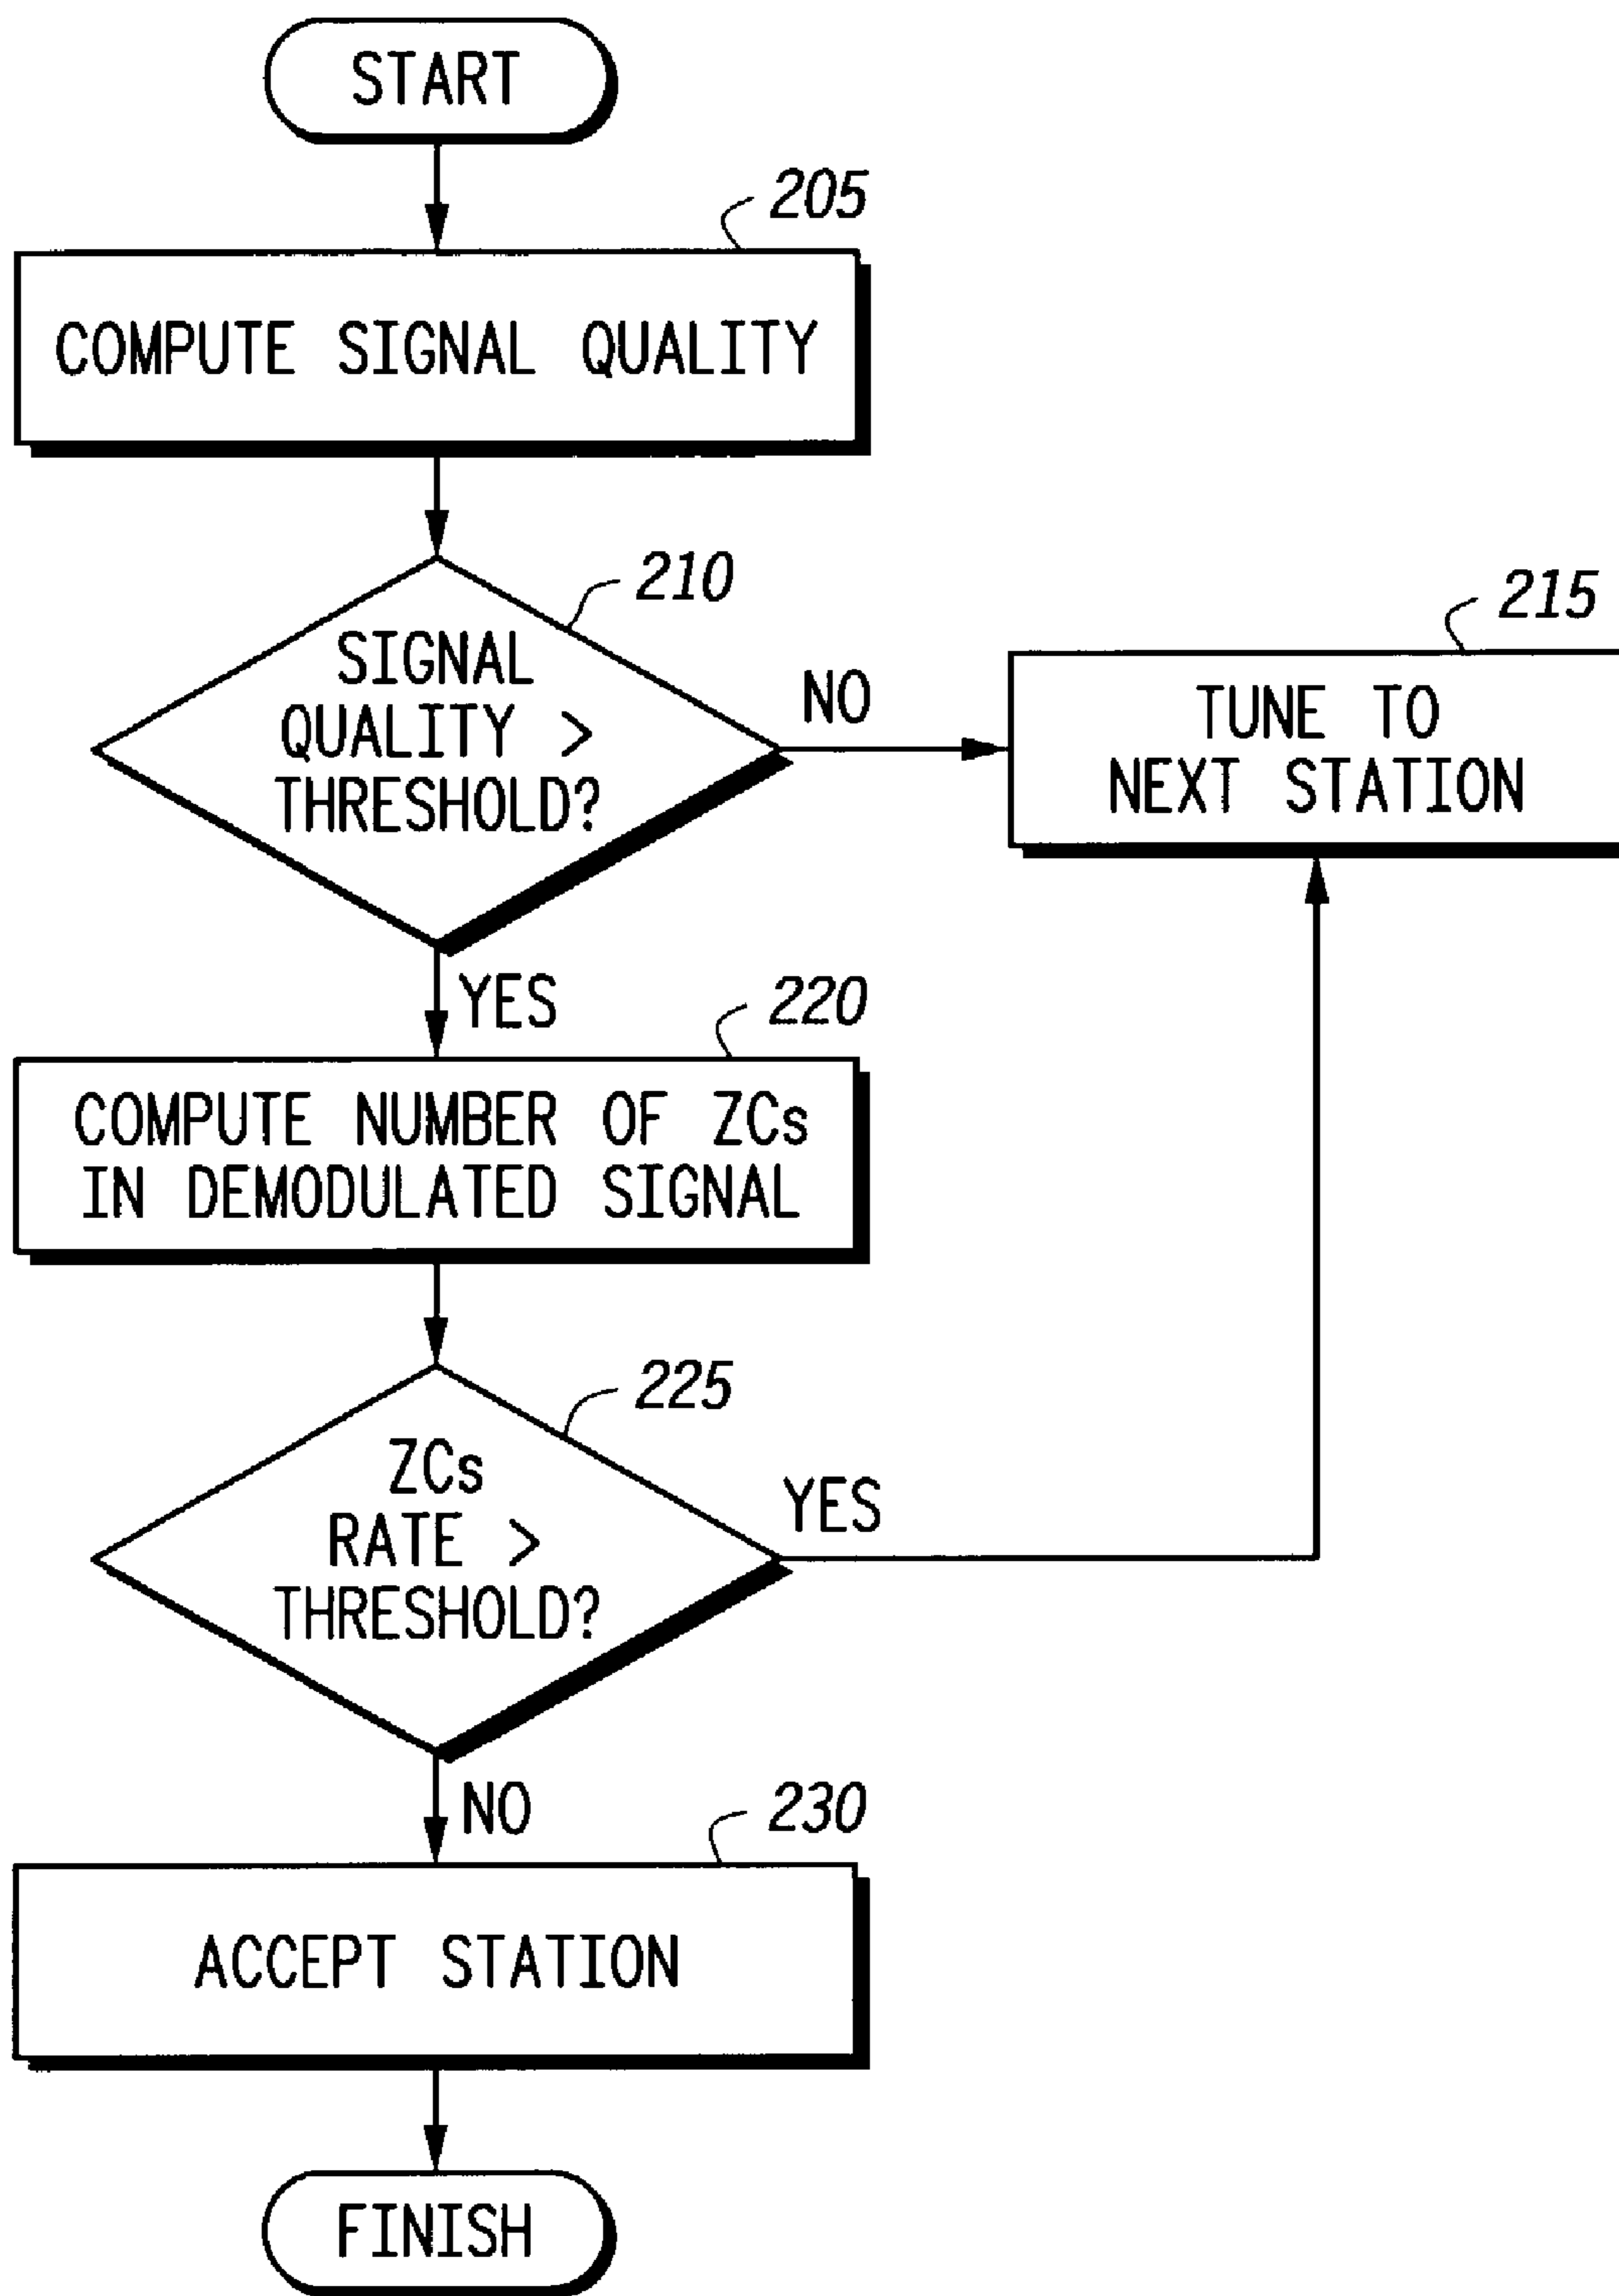 START
205
COMPUTE SIGNAL QUALITY
210
SIGNAL
QUALITY >
THRESHOLD?
NO
215
TUNE TO
NEXT STATION
YES
220
COMPUTE NUMBER OF ZCs
IN DEMODULATED SIGNAL
225
ZCs
RATE >
THRESHOLD?
YES
NO
230
ACCEPT STATION
FINISH